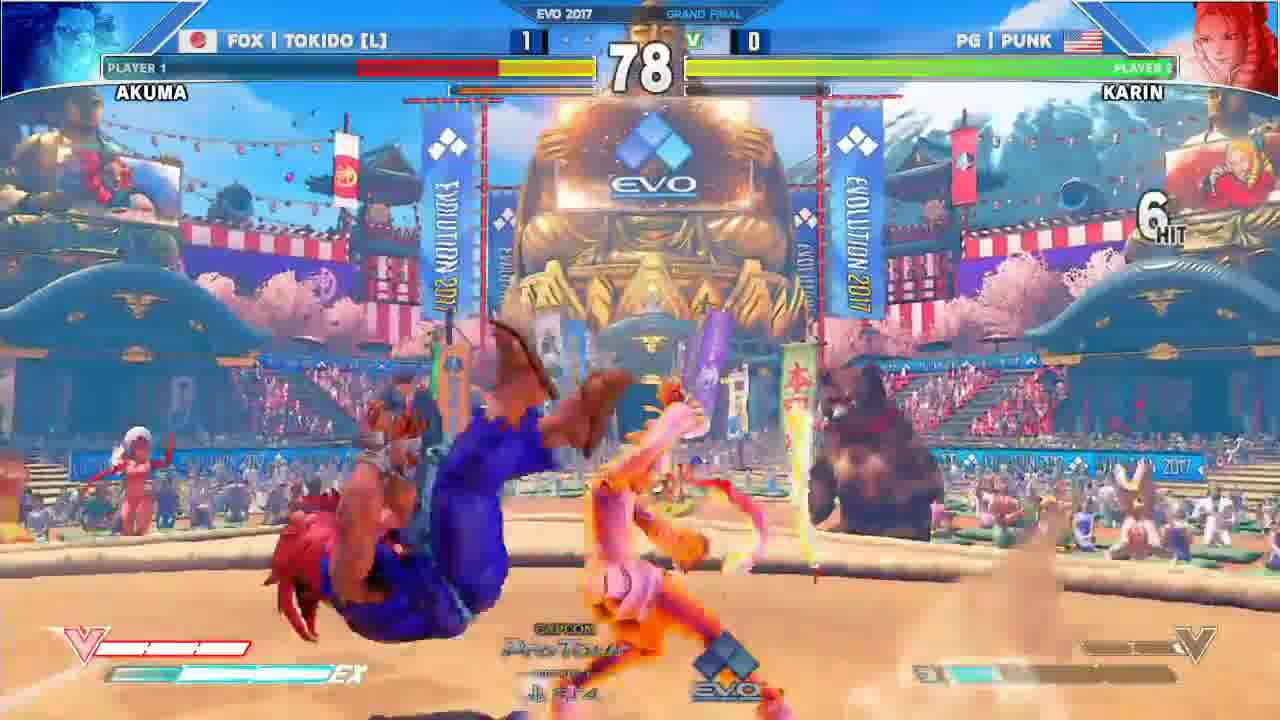 EVO 2017 GRAND FINAL
FOX | TOKIDO [L] 1 V 0 PG | PUNK
PLAYER 1 78 PLAYER 2
AKUMA KARIN
EVO
EVOLUTION 2017
6
HIT
本
2017
EX
CAPCOM
Pro Tour
EVO